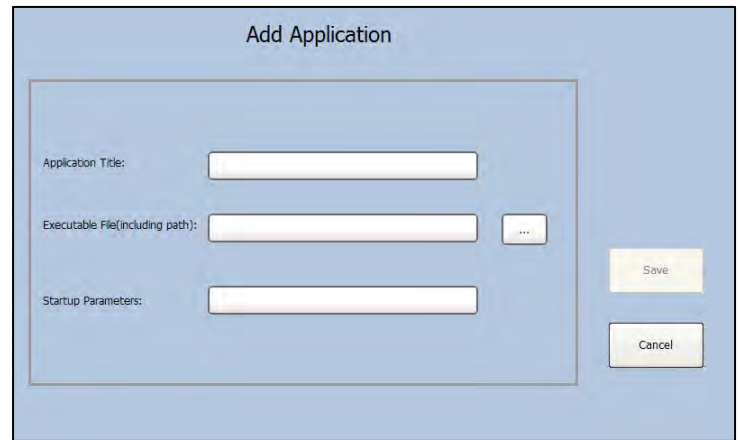 Add Application
Application Title:
Executable File(including path):
...
Startup Parameters:
Save
Cancel